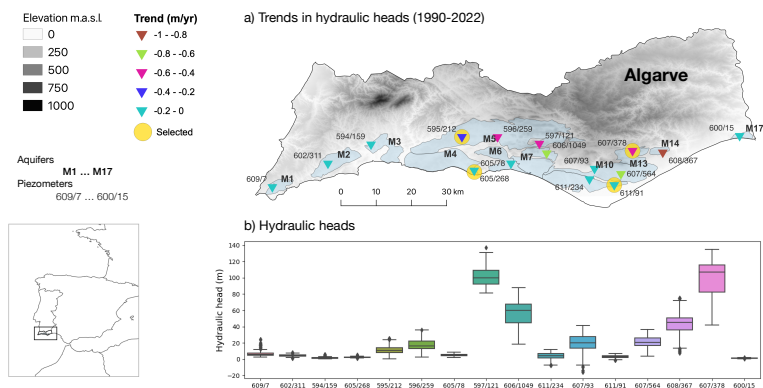 Elevation m.a.s.l.
0
250
500
750
1000
Trend (m/yr)
-1 - -0.8
-0.8 - -0.6
-0.6 - -0.4
-0.4 - -0.2
-0.2 - 0
Selected
Aquifers
M1 ... M17
Piezometers
609/7 ... 600/15
a) Trends in hydraulic heads (1990-2022)
Algarve
600/15 M17
595/212 M5 596/259
597/121
594/159 M3
606/1049
607/378 M14
M2 M4 M6 M7
602/311
605/78
607/93 M10 M13 608/367
609/7 M1
605/268
607/564
611/234
611/91
0 10 20 30 km
b) Hydraulic heads
Hydraulic head (m)
140
120
100
80
60
40
20
0
−20
609/7 602/311 594/159 605/268 595/212 596/259 605/78 597/121 606/1049 611/234 607/93 611/91 607/564 608/367 607/378 600/15